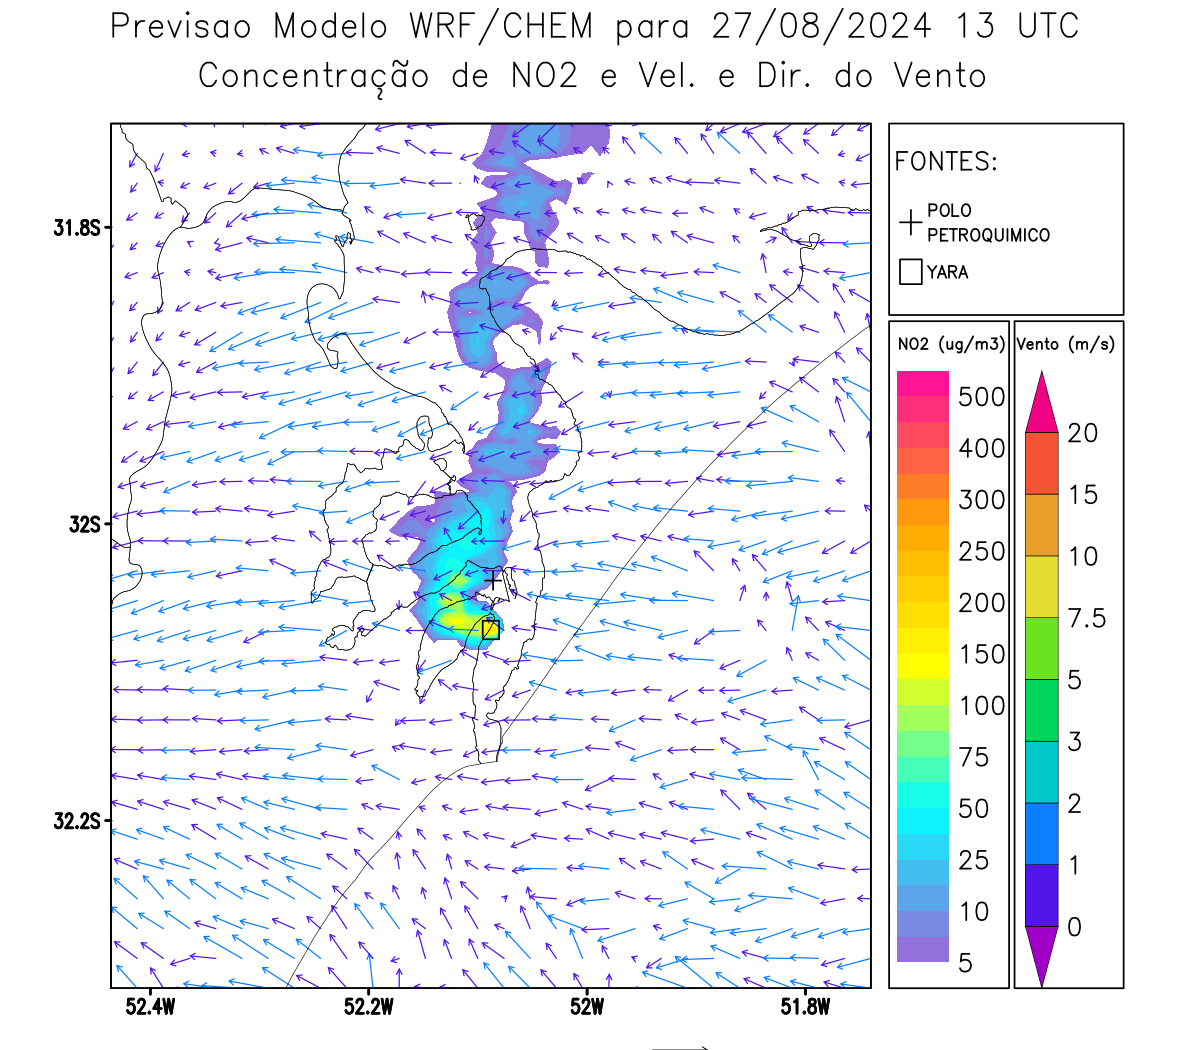 Previsao Modelo WRF/CHEM para 27/08/2024 13 UTC
Concentração de NO2 e Vel. e Dir. do Vento
FONTES:
POLO
PETROQUIMICO
YARA
NO2 (ug/m3)
500
400
300
250
200
150
100
75
50
25
10
5
Vento (m/s)
20
15
10
7.5
5
3
2
1
0
31.8S
32S
32.2S
52.4W
52.2W
52W
51.8W